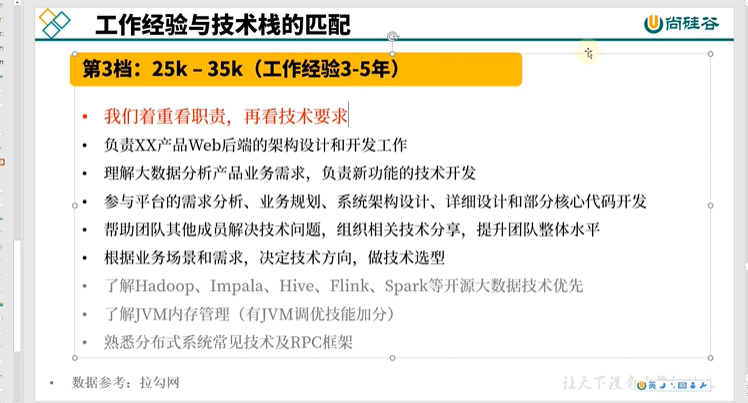 工作经验与技术栈的匹配
尚硅谷
第3档：25k – 35k（工作经验3-5年）
• 我们着重看职责，再看技术要求
• 负责XX产品Web后端的架构设计和开发工作
• 理解大数据分析产品业务需求，负责新功能的技术开发
• 参与平台的需求分析、业务规划、系统架构设计、详细设计和部分核心代码开发
• 帮助团队其他成员解决技术问题，组织相关技术分享，提升团队整体水平
• 根据业务场景和需求，决定技术方向，做技术选型
• 了解Hadoop、Impala、Hive、Flink、Spark等开源大数据技术优先
• 了解JVM内存管理（有JVM调优技能加分）
• 熟悉分布式系统常见技术及RPC框架
• 数据参考：拉勾网
让天下没有
英